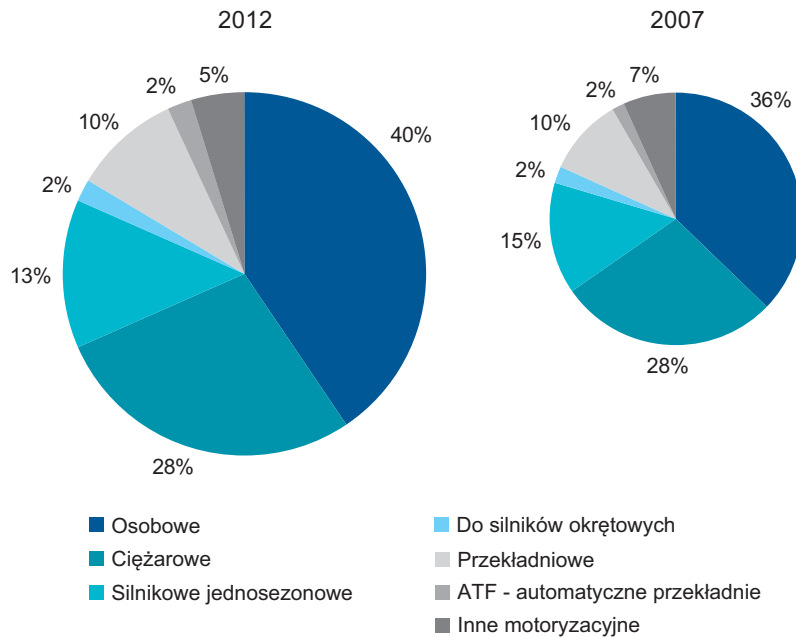 2012
2007
5%
2%
10%
2%
13%
28%
40%
7%
2%
10%
2%
15%
28%
36%
Osobowe
Ciężarowe
Silnikowe jednosezonowe
Do silników okrętowych
Przekładniowe
ATF - automatyczne przekładnie
Inne motoryzacyjne